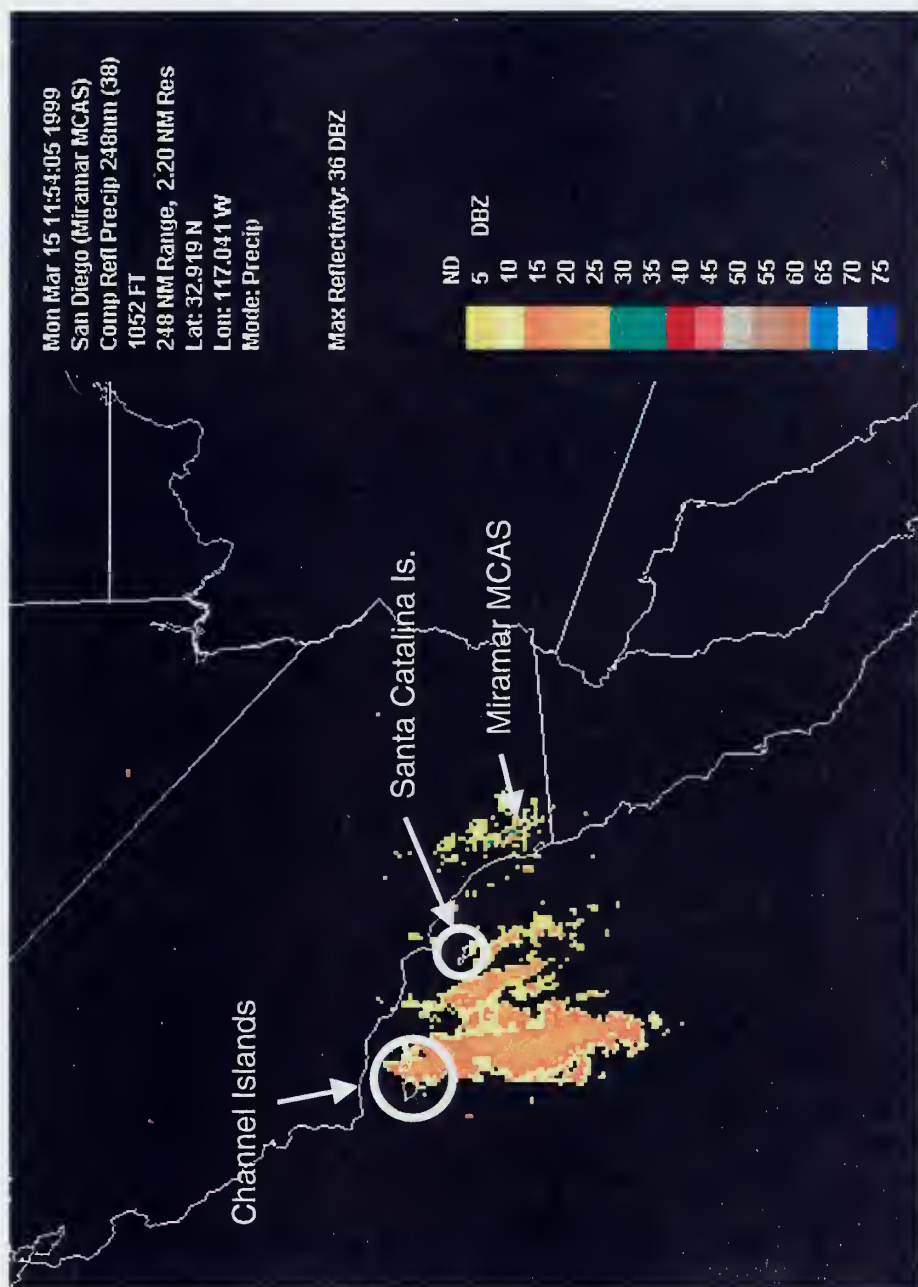 Mon Mar 15 11:54:05 1999
San Diego (Miramar MCAS)
Comp Refl Precip 248nm (38)
1052 FT
248 NM Range, 2.20 NM Res
Lat: 32.919 N
Lon: 117.041 W
Mode: Precip
Max Reflectivity: 36 DBZ
ND DBZ
5
10
15
20
25
30
35
40
45
50
55
60
65
70
75
Channel Islands
Santa Catalina Is.
Miramar MCAS